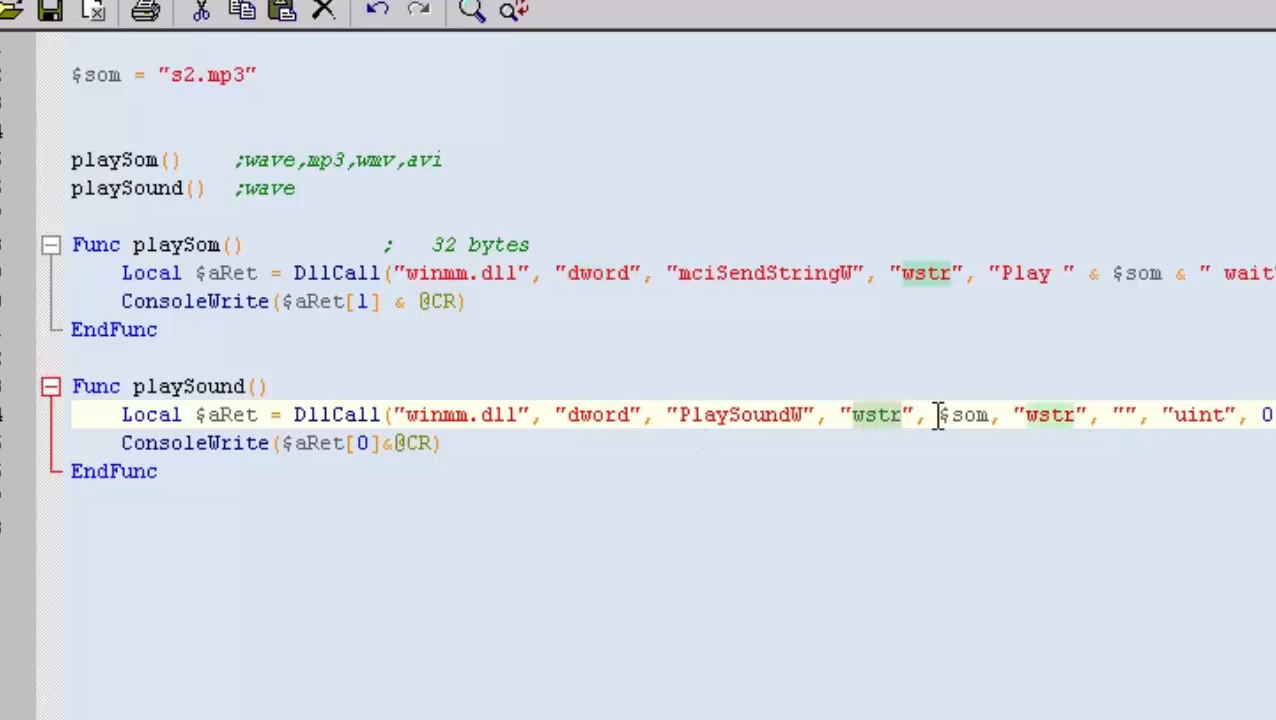 $som = "s2.mp3"
playSom() ;wave,mp3,wmv,avi
playSound() ;wave
Func playSom() ; 32 bytes
Local $aRet = DllCall("winmm.dll", "dword", "mciSendStringW", "wstr", "Play " & $som & " wait"
ConsoleWrite($aRet[1] & @CR)
EndFunc
Func playSound()
Local $aRet = DllCall("winmm.dll", "dword", "PlaySoundW", "wstr", $som, "wstr", "", "uint", 0
ConsoleWrite($aRet[0]&@CR)
EndFunc